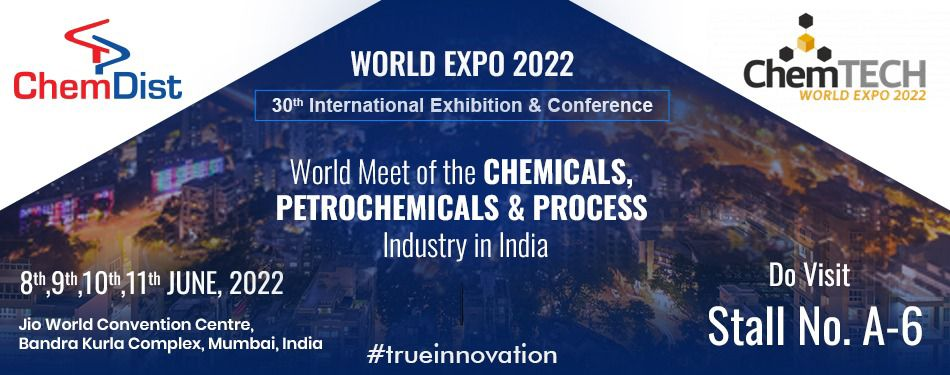 ChemDist
WORLD EXPO 2022
30th International Exhibition & Conference
ChemTECH
WORLD EXPO 2022
World Meet of the CHEMICALS,
PETROCHEMICALS & PROCESS
Industry in India
8th,9th,10th,11th JUNE, 2022
Jio World Convention Centre,
Bandra Kurla Complex, Mumbai, India
#trueinnovation
Do Visit
Stall No. A-6